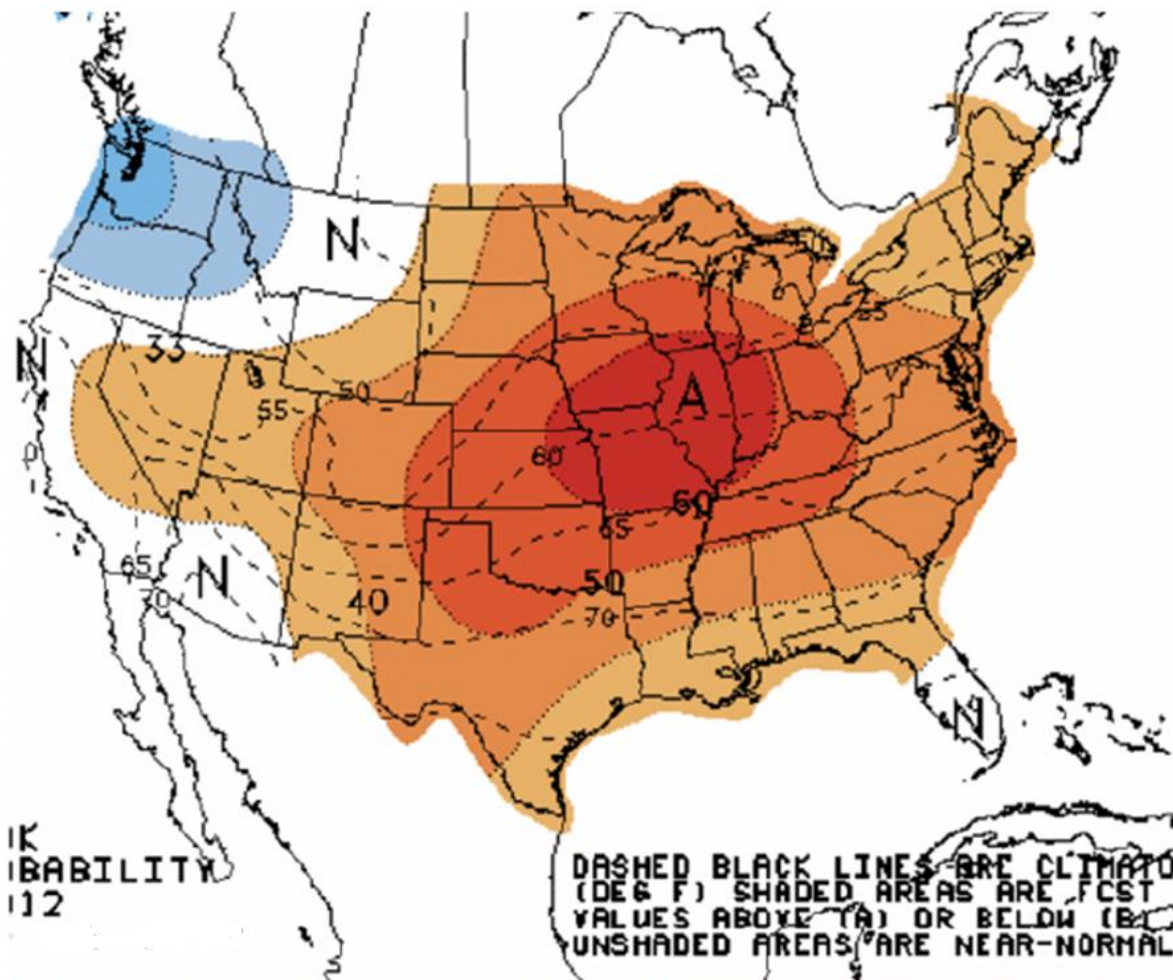 N
N
33
50
55
A
60
60
65
50
65
N
70
40
70
N
K
BABILITY
12
DASHED BLACK LINES ARE CLIMATO
(DEG F) SHADED AREAS ARE FCST
VALUES ABOVE (A) OR BELOW (B)
UNSHADED AREAS ARE NEAR-NORMAL